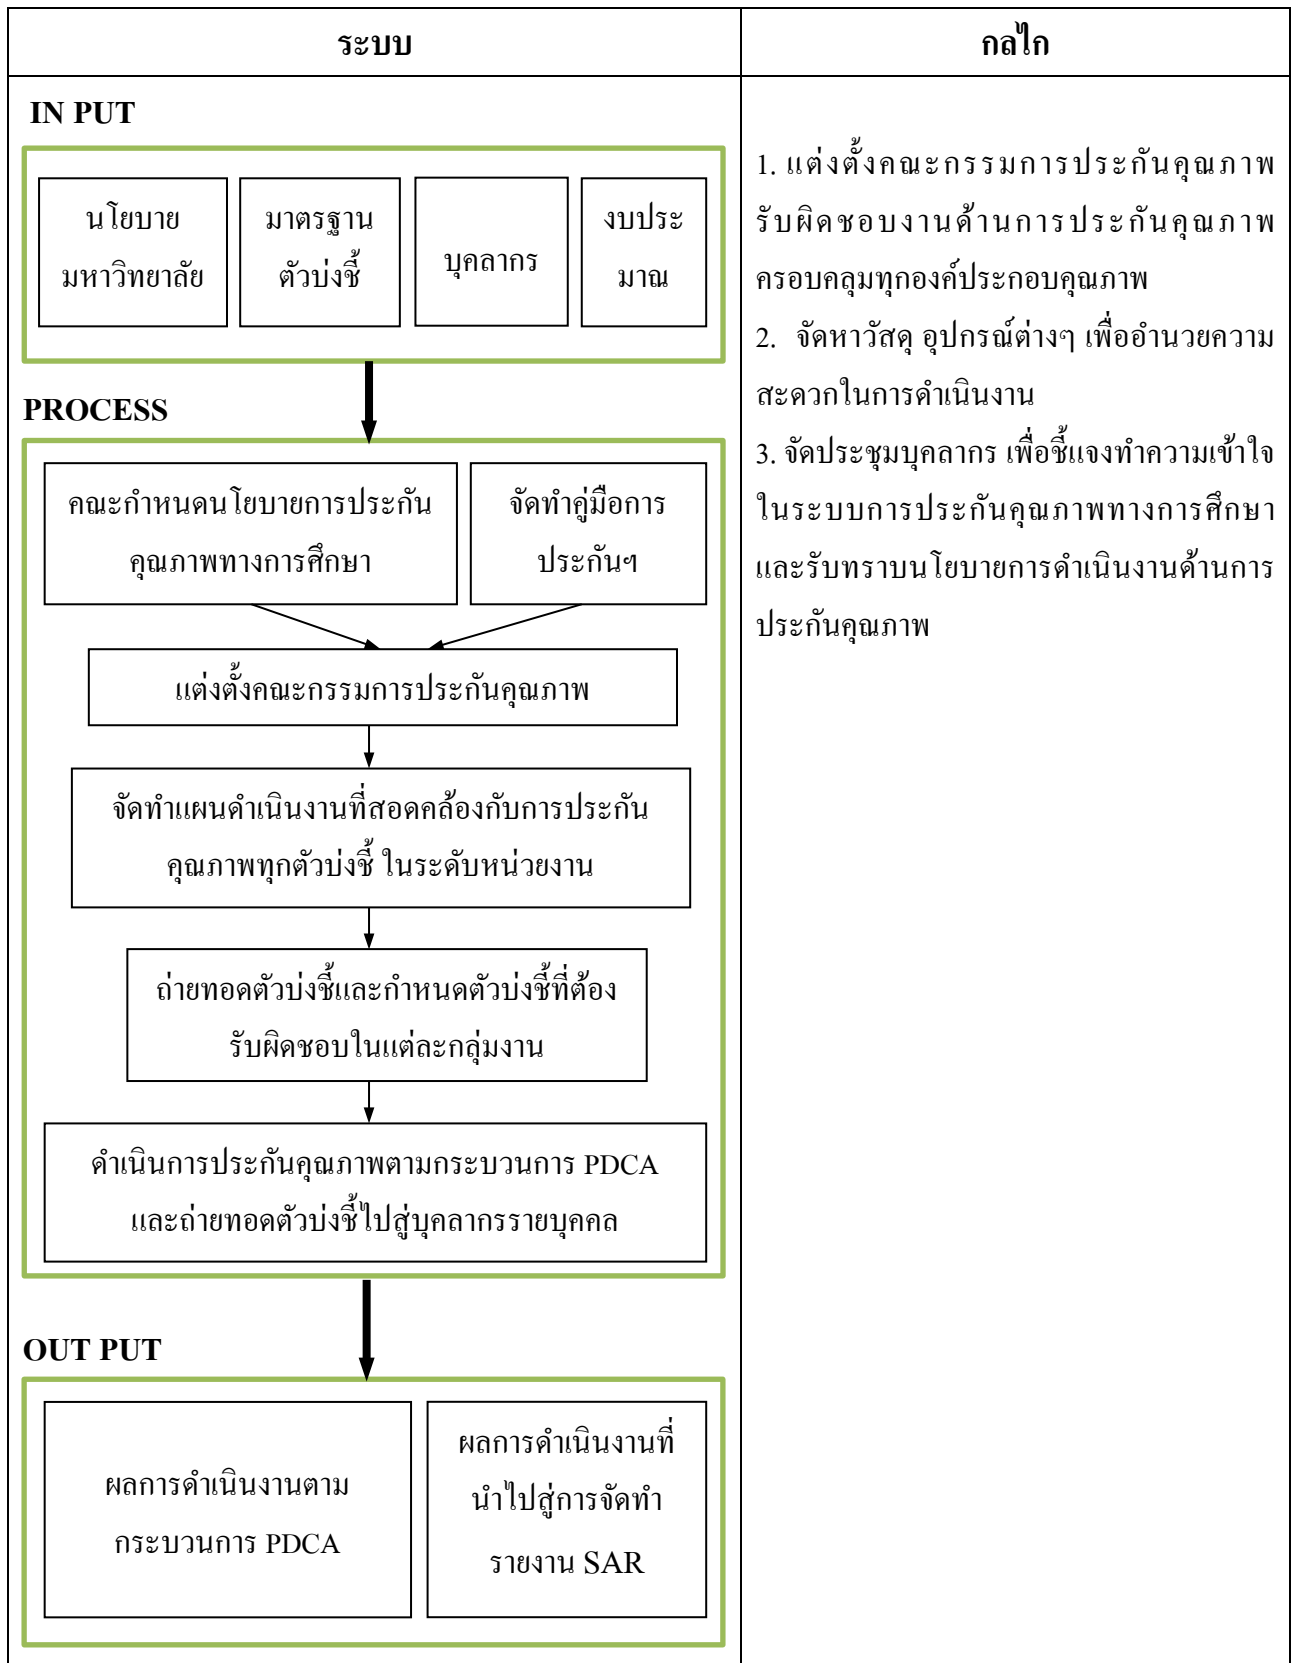 ระบบ
กลไก
IN PUT
นโยบาย
มหาวิทยาลัย
มาตรฐาน
ตัวบ่งชี้
บุคลากร
งบประ
มาณ
PROCESS
คณะกำหนดนโยบายการประกัน
คุณภาพทางการศึกษา
จัดทำคู่มือการ
ประกันฯ
แต่งตั้งคณะกรรมการประกันคุณภาพ
จัดทำแผนดำเนินงานที่สอดคล้องกับการประกัน
คุณภาพทุกตัวบ่งชี้ ในระดับหน่วยงาน
ถ่ายทอดตัวบ่งชี้และกำหนดตัวบ่งชี้ที่ต้อง
รับผิดชอบในแต่ละกลุ่มงาน
ดำเนินการประกันคุณภาพตามกระบวนการ PDCA
และถ่ายทอดตัวบ่งชี้ไปสู่บุคลากรรายบุคคล
OUT PUT
ผลการดำเนินงานตาม
กระบวนการ PDCA
ผลการดำเนินงานที่
นำไปสู่การจัดทำ
รายงาน SAR
1. แต่งตั้งคณะกรรมการประกันคุณภาพ
รับผิดชอบงานด้านการประกันคุณภาพ
ครอบคลุมทุกองค์ประกอบคุณภาพ
2. จัดหาวัสดุ อุปกรณ์ต่างๆ เพื่ออำนวยความ
สะดวกในการดำเนินงาน
3. จัดประชุมบุคลากร เพื่อชี้แจงทำความเข้าใจ
ในระบบการประกันคุณภาพทางการศึกษา
และรับทราบนโยบายการดำเนินงานด้านการ
ประกันคุณภาพ